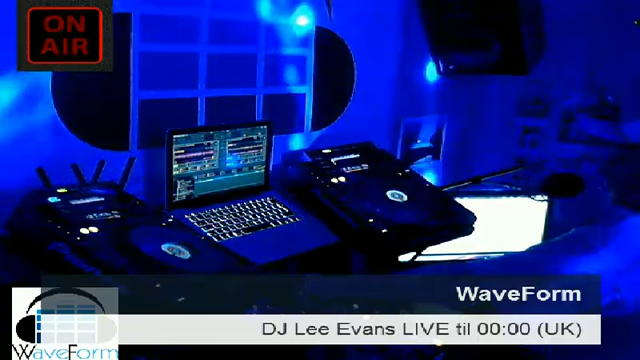 ON
AIR
WaveForm
DJ Lee Evans LIVE til 00:00 (UK)
WaveForm